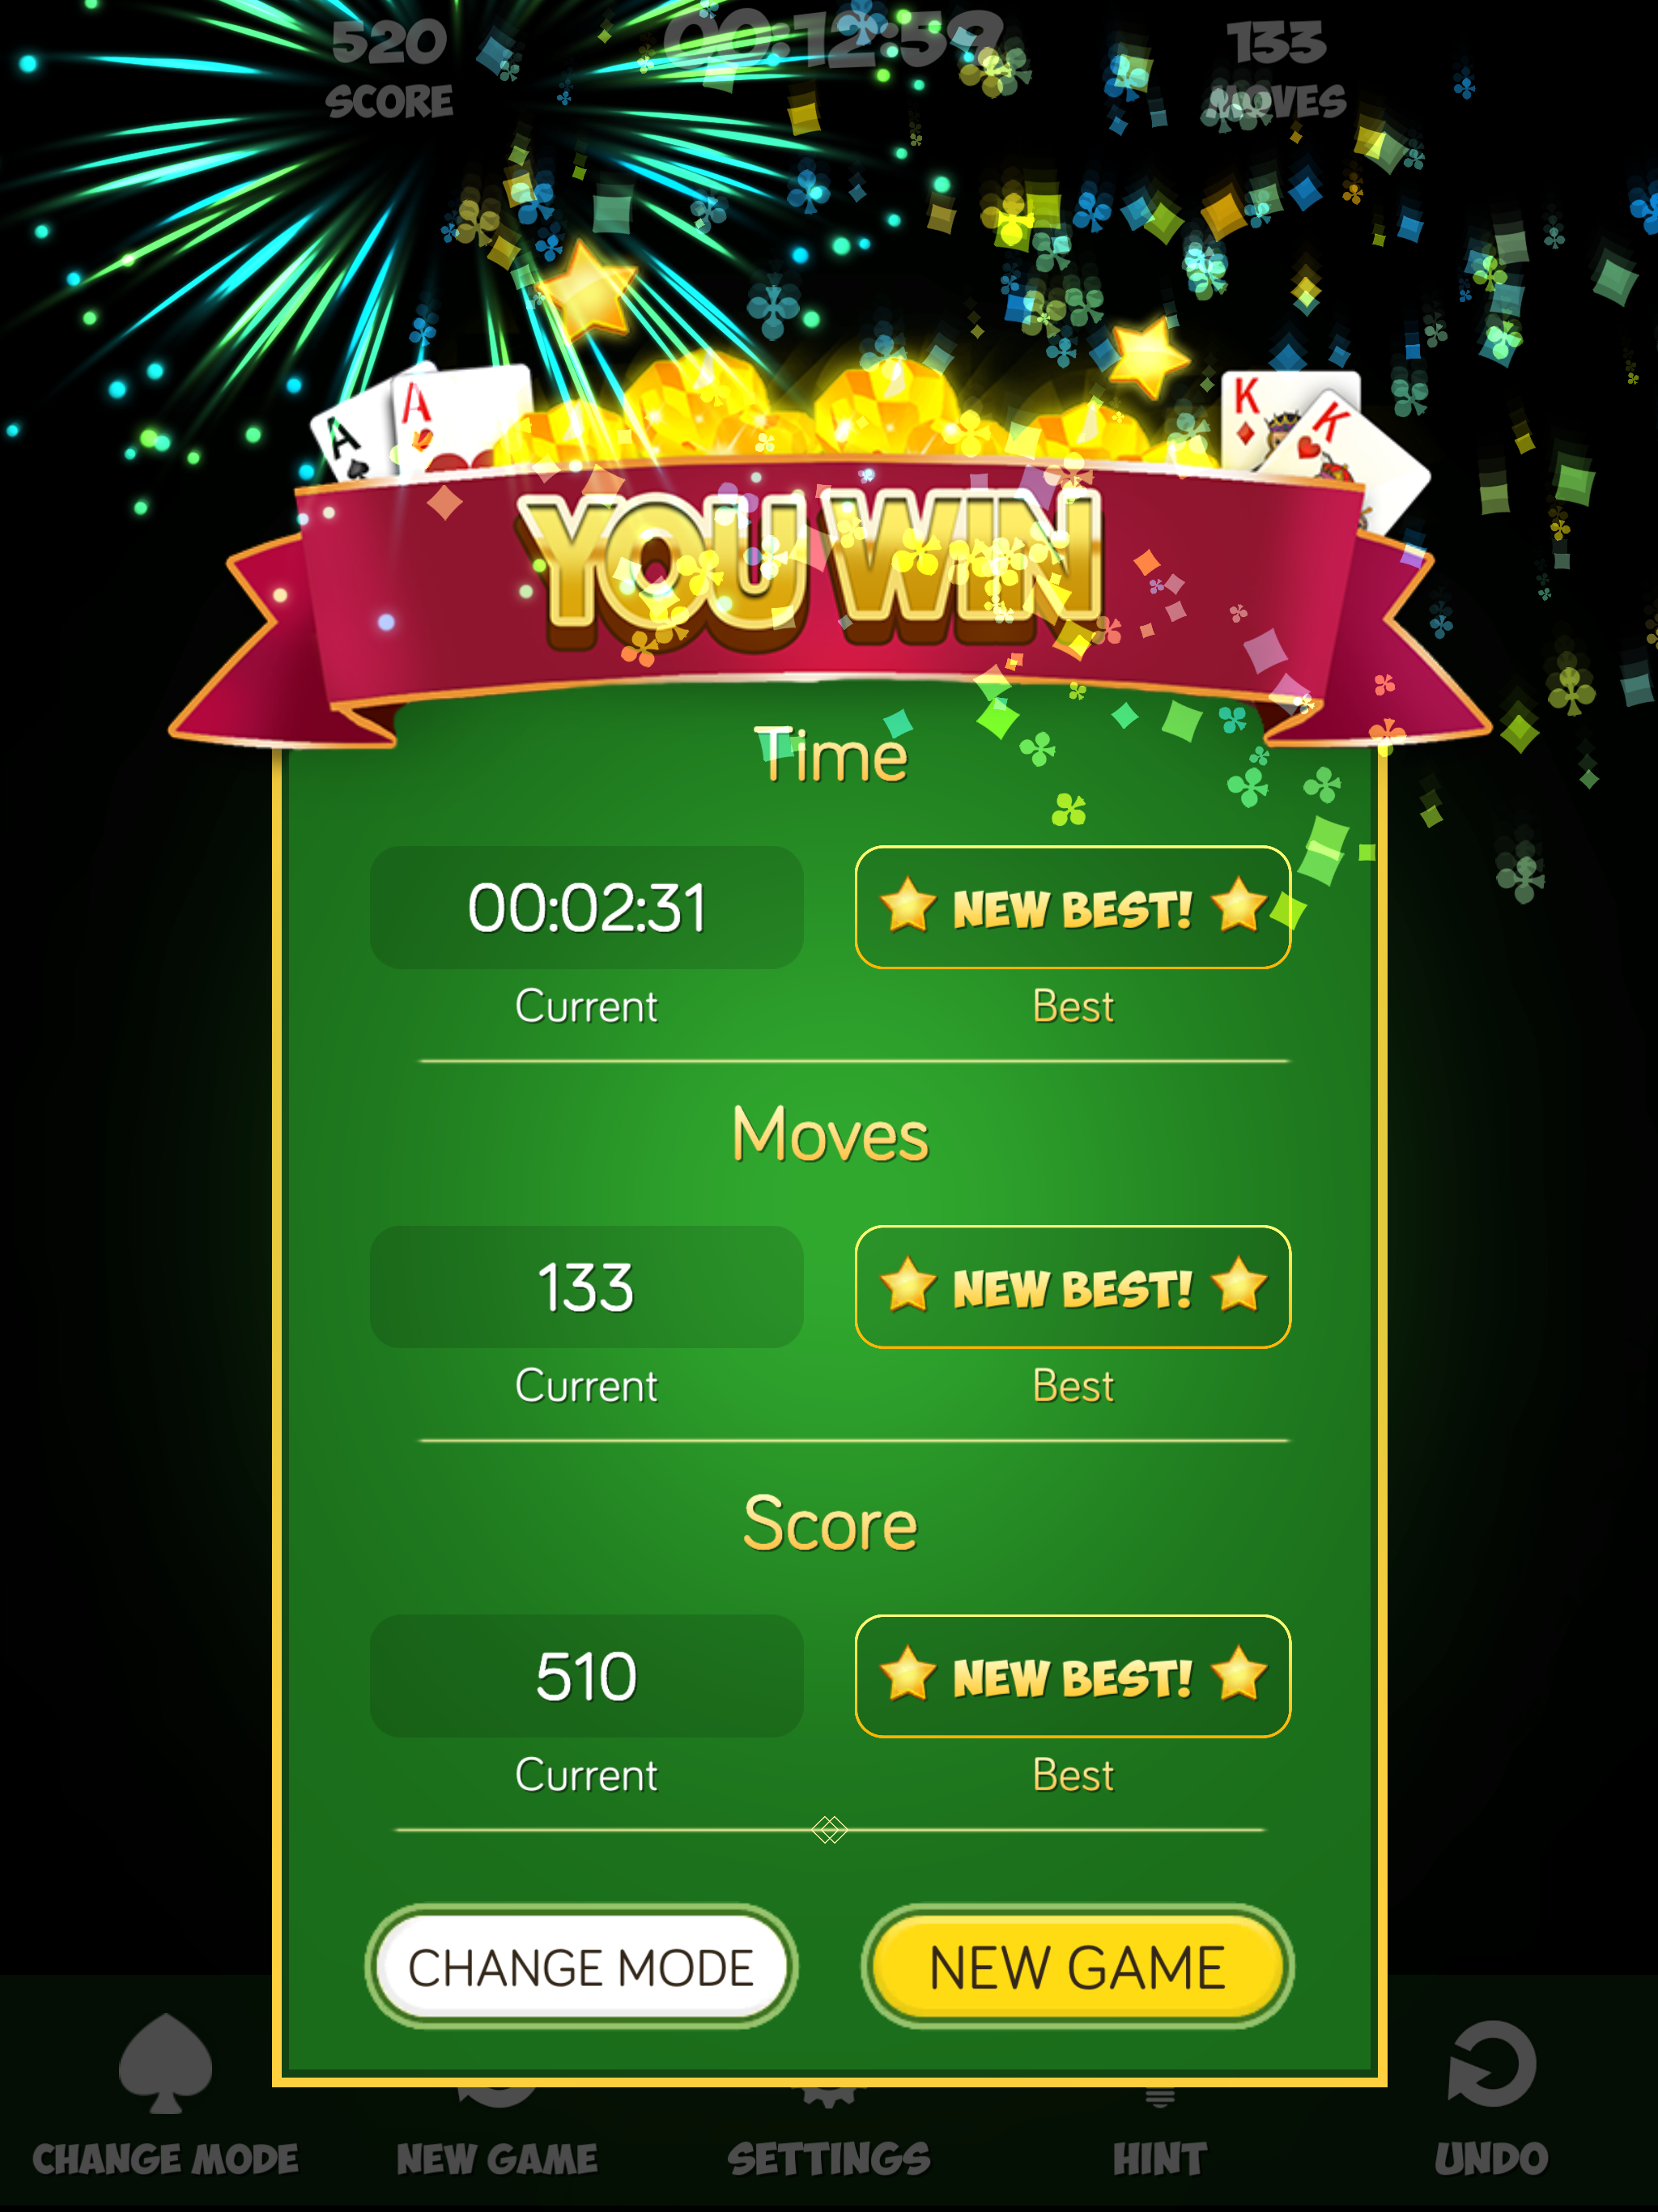 520 00:12:59 133
SCORE MOVES
A A K K
YOU WIN
Time
00:02:31 NEW BEST!
Current Best
Moves
133 NEW BEST!
Current Best
Score
510 NEW BEST!
Current Best
CHANGE MODE NEW GAME
CHANGE MODE NEW GAME SETTINGS HINT UNDO